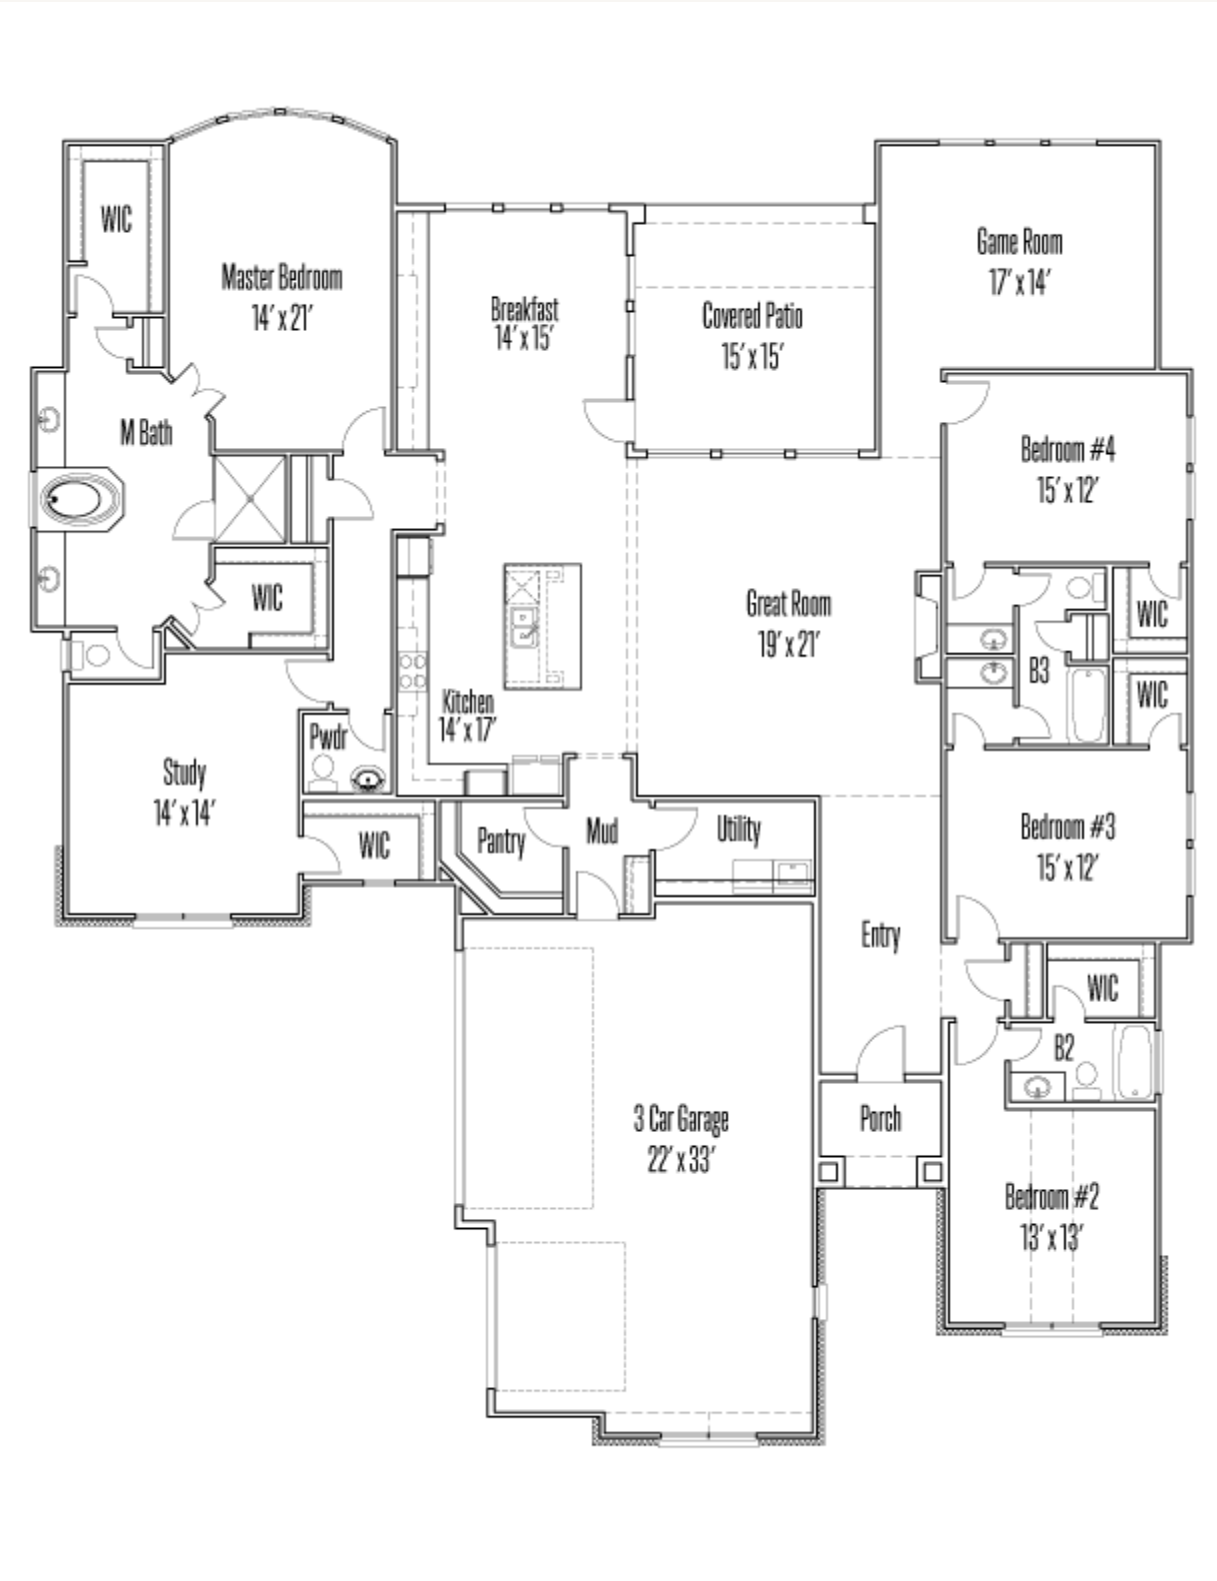 WIC
Master Bedroom
14' x 21'
Breakfast
14' x 15'
Covered Patio
15' x 15'
Game Room
17' x 14'
M Bath
Bedroom #4
15' x 12'
WIC
Great Room
19' x 21'
WIC
B3
WIC
Kitchen
14' x 17'
Pwdr
Study
14' x 14'
WIC
Pantry
Mud
Utility
Bedroom #3
15' x 12'
Entry
WIC
B2
3 Car Garage
22' x 33'
Porch
Bedroom #2
13' x 13'